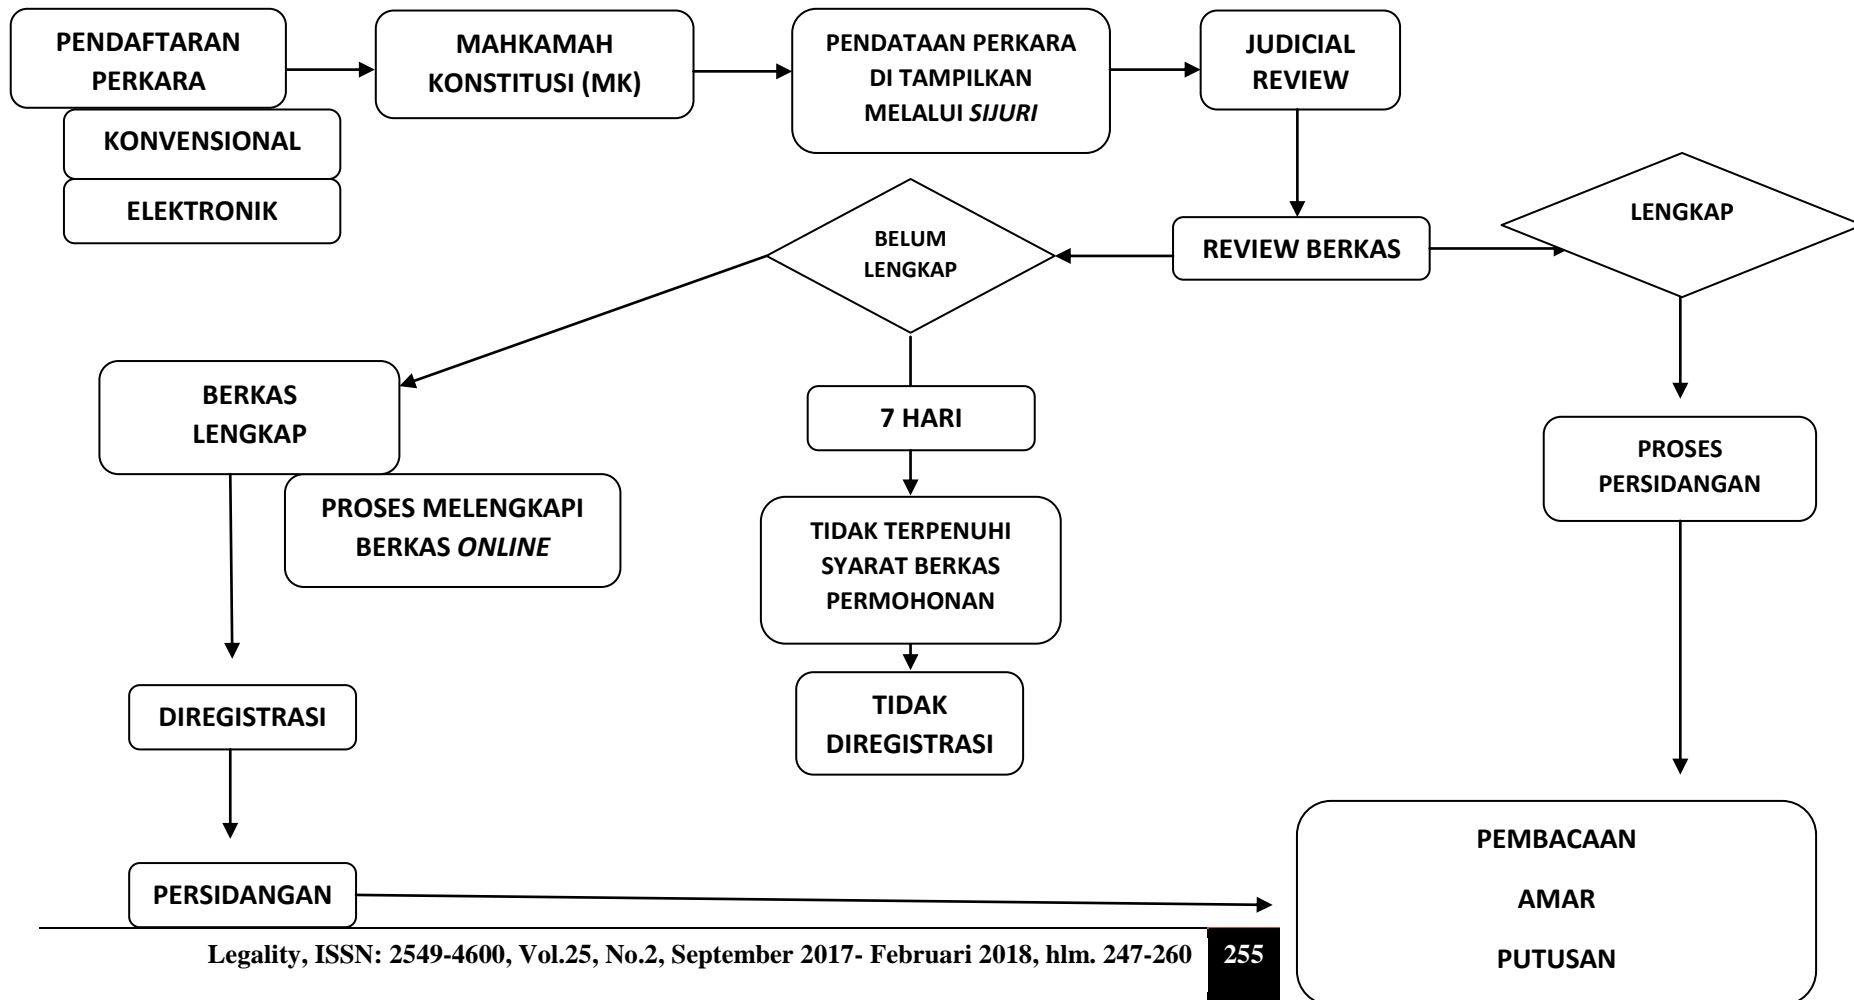 PENDAFTARAN
PERKARA
KONVENSIONAL
ELEKTRONIK
MAHKAMAH
KONSTITUSI (MK)
PENDATAAN PERKARA
DI TAMPILKAN
MELALUI SIJURI
JUDICIAL
REVIEW
REVIEW BERKAS
LENGKAP
BELUM
LENGKAP
BERKAS
LENGKAP
PROSES MELENGKAPI
BERKAS ONLINE
7 HARI
TIDAK TERPENUHI
SYARAT BERKAS
PERMOHONAN
TIDAK
DIREGISTRASI
PROSES
PERSIDANGAN
DIREGISTRASI
PERSIDANGAN
PEMBACAAN
AMAR
PUTUSAN
Legality, ISSN: 2549-4600, Vol.25, No.2, September 2017- Februari 2018, hlm. 247-260
255